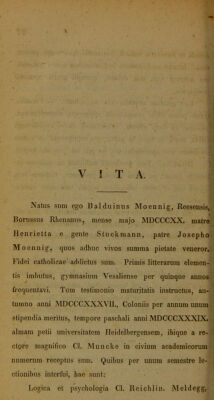 VITA.
Natus sum ego Balduinus Moennig, Reesensis,
Borussus Rhenanus, mense majo MDCCCXX. matre
Henrietta e gente Stuckmann, patre Josepho
Moennig, quos adhuc vivos summa pietate veneror.
Fidei catholicae addictus sum. Primis litterarum elemen-
tis imbutus, gymnasium Vesaliense per quinque annos
frequentavi. Tum testimonio maturitatis instructus, au-
tumno anni MDCCCXXXVII., Coloniis per annum unum
stipendia meritus, tempore paschali anni MDCCCXXXIX.
almam petii universitatem Heidelbergensem, ibique a re-
ctore magnifico Cl. Muncke in civium academicorum
numerum receptus sum. Quibus per unum semestre le-
ctionibus interfui, hae sunt:
Logica et psychologia Cl. Reichlin. Meldegg.